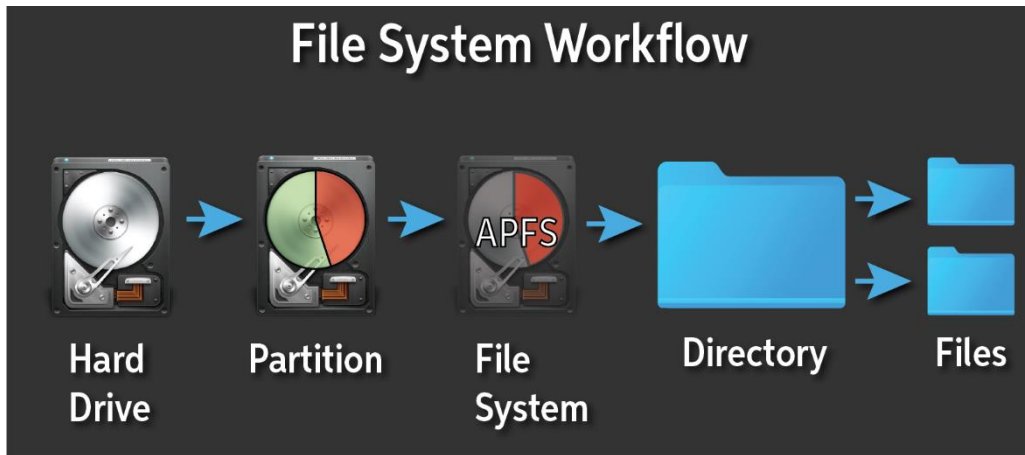 File System Workflow
APFS
Hard
Drive
Partition
File
System
Directory
Files